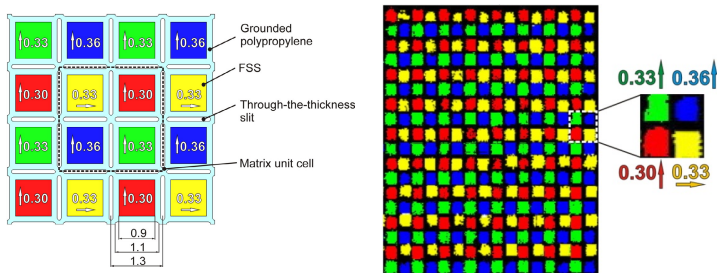 0.33 0.36 0.33 0.36
Grounded
polypropylene
FSS
0.30 0.33 0.30 0.33
Through-the-thickness
slit
0.33 0.36 0.33 0.36
Matrix unit cell
0.30 0.33 0.30 0.33
0.9
1.1
1.3
0.33 0.36
0.30 0.33